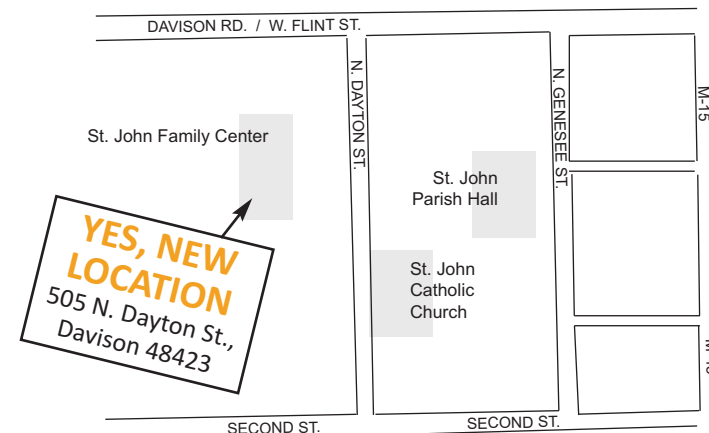 DAVISON RD. / W. FLINT ST.
N. DAYTON ST.
N. GENESEE ST.
M-15
St. John Family Center
St. John
Parish Hall
YES, NEW
LOCATION
505 N. Dayton St.,
Davison 48423
St. John
Catholic
Church
SECOND ST.
SECOND ST.